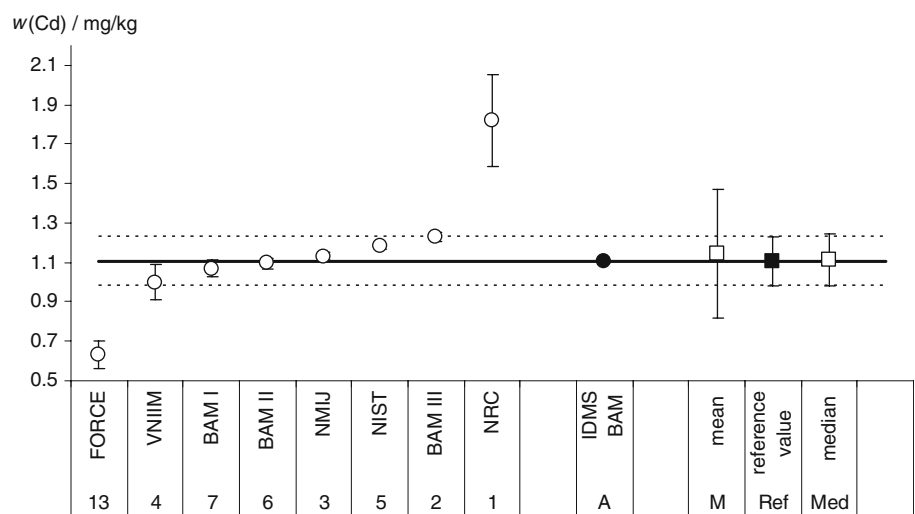 w(Cd) / mg/kg
2.1
1.9
1.7
1.5
1.3
1.1
0.9
0.7
0.5
FORCE
VNIIM
BAM I
BAM II
NMIJ
NIST
BAM III
NRC
IDMS
BAM
mean
reference
value
median
13 4 7 6 3 5 2 1 A M Ref Med